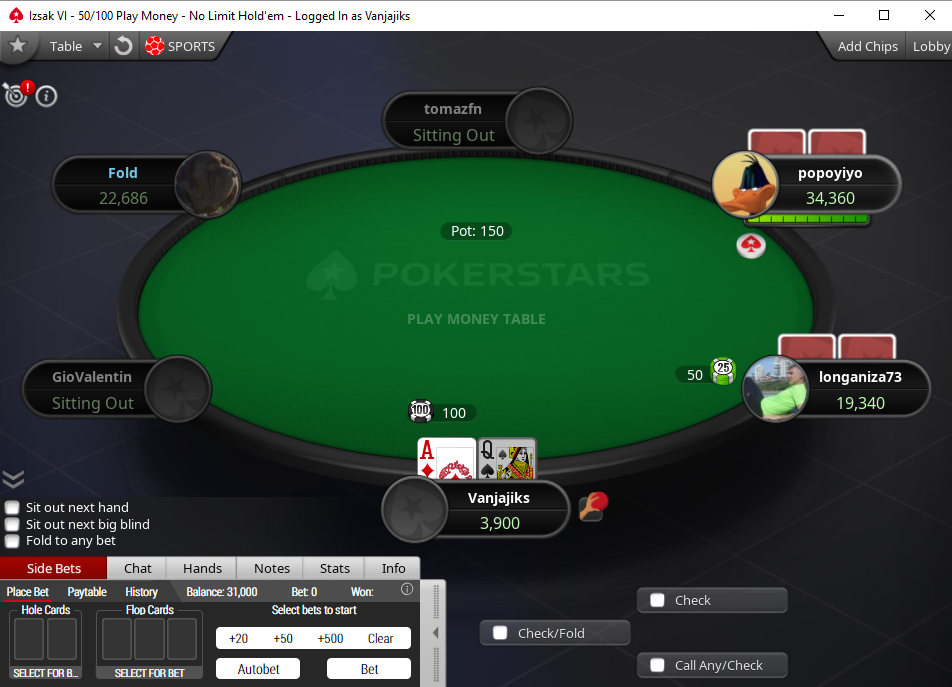 Izsak VI - 50/100 Play Money - No Limit Hold'em - Logged In as Vanjajiks
Table
SPORTS
Add Chips
Lobby
!
i
tomazfn
Sitting Out
Fold
22,686
popoyiyo
34,360
Pot: 150
POKERSTARS
PLAY MONEY TABLE
GioValentin
Sitting Out
50
25
longaniza73
19,340
100
100
A
Q
Vanjajiks
3,900
Sit out next hand
Sit out next big blind
Fold to any bet
Side Bets
Chat
Hands
Notes
Stats
Info
Place Bet
Paytable
History
Balance: 31,000
Bet: 0
Won:
Hole Cards
Flop Cards
Select bets to start
+20
+50
+500
Clear
SELECT FOR B...
SELECT FOR BET
Autobet
Bet
Check
Check/Fold
Call Any/Check